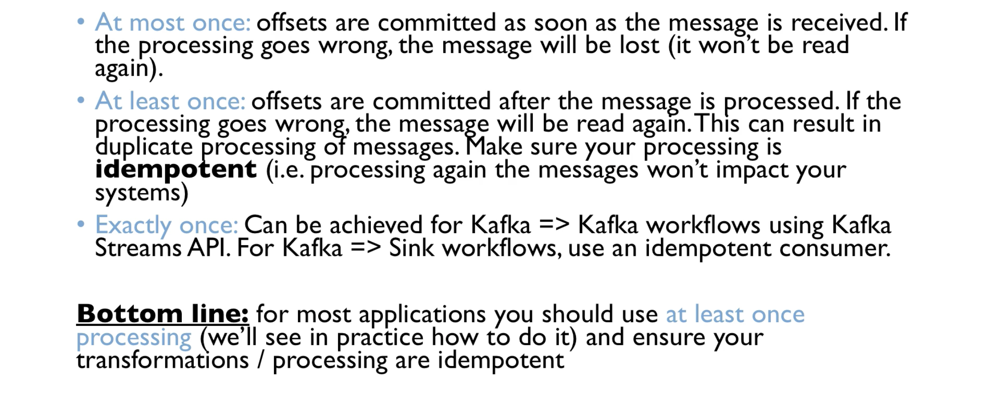 • At most once: offsets are committed as soon as the message is received. If
the processing goes wrong, the message will be lost (it won’t be read
again).
• At least once: offsets are committed after the message is processed. If the
processing goes wrong, the message will be read again. This can result in
duplicate processing of messages. Make sure your processing is
idempotent (i.e. processing again the messages won’t impact your
systems)
• Exactly once: Can be achieved for Kafka => Kafka workflows using Kafka
Streams API. For Kafka => Sink workflows, use an idempotent consumer.
Bottom line: for most applications you should use at least once
processing (we’ll see in practice how to do it) and ensure your
transformations / processing are idempotent